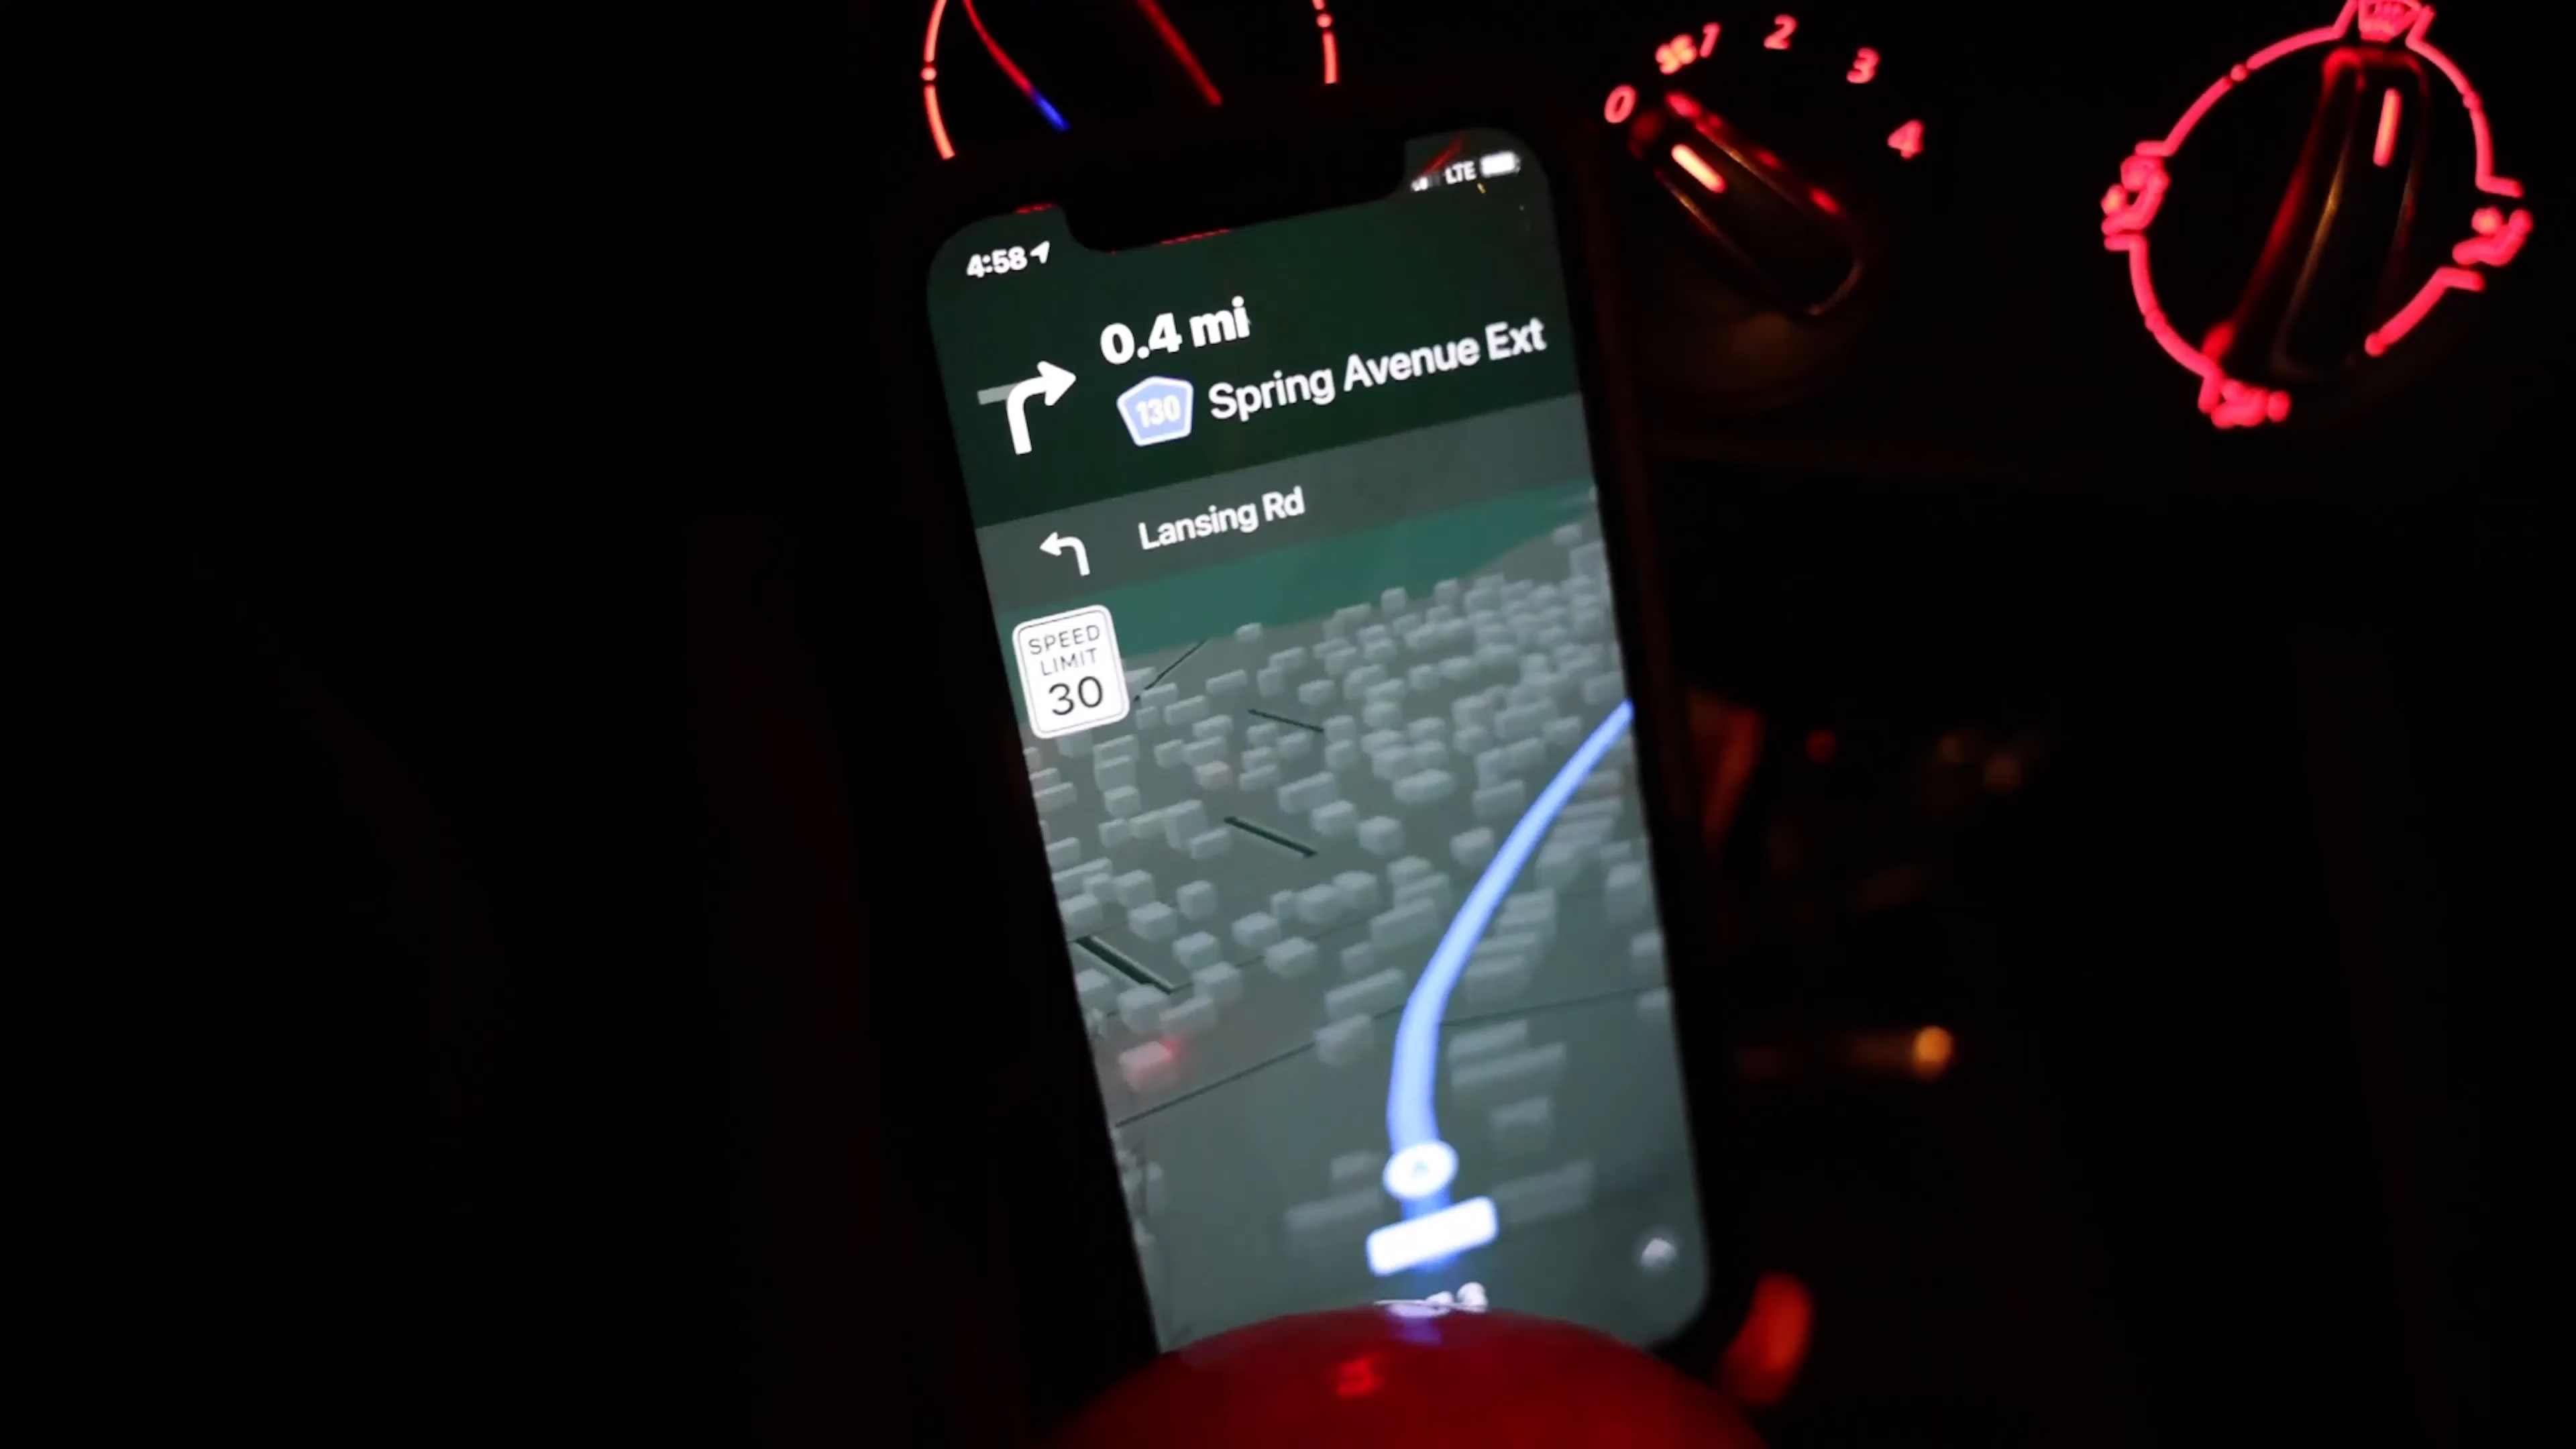 0 1 2 3 4
LTE
4:58
0.4 mi
130 Spring Avenue Ext
Lansing Rd
SPEED
LIMIT
30